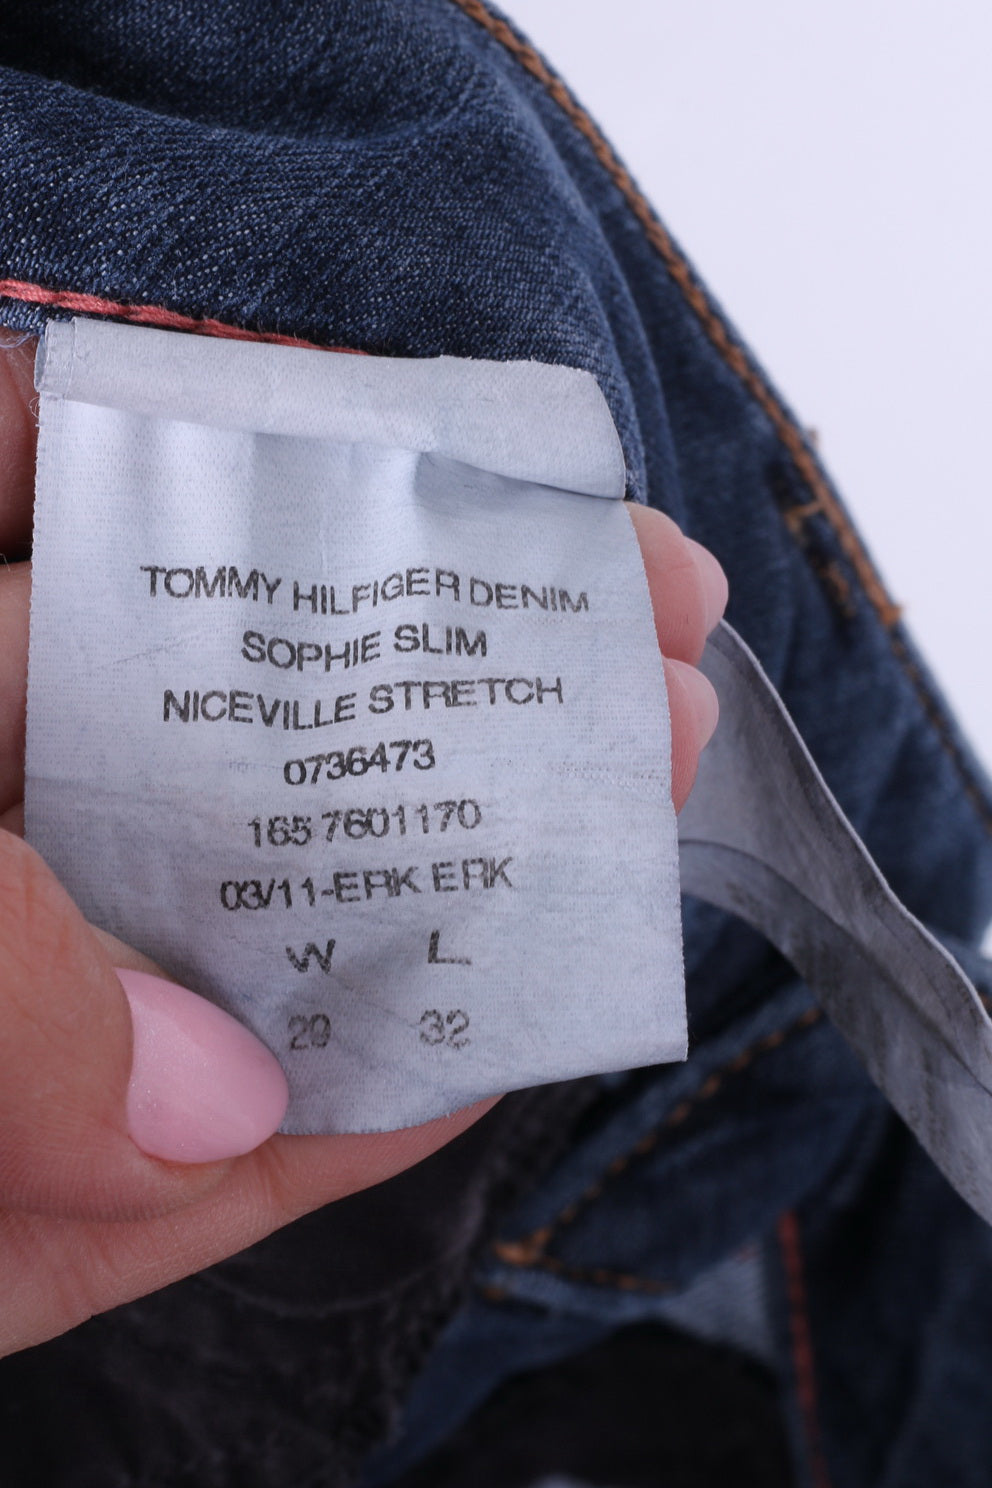 TOMMY HILFIGER DENIM
SOPHIE SLIM
NICEVILLE STRETCH
0736473
165 7601170
03/11-ERK ERK
W L
29 32